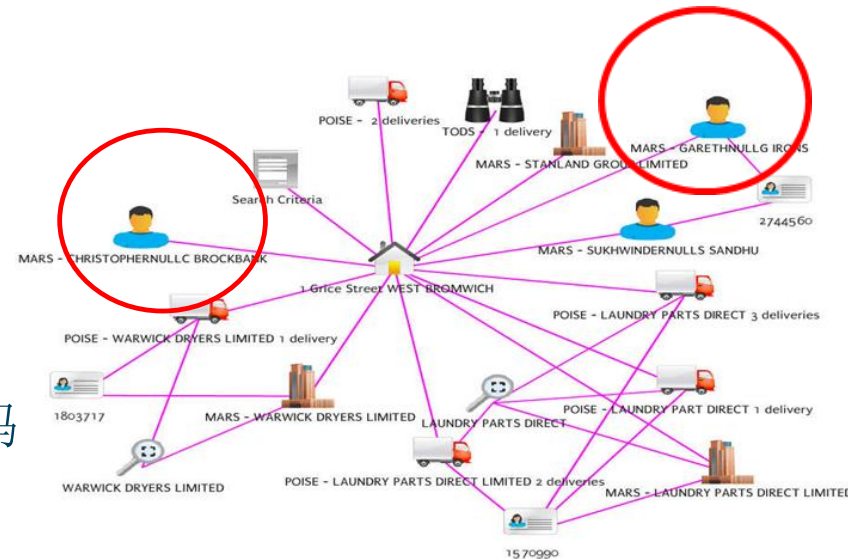 POISE - 2 deliveries
TODS - 1 delivery
MARS - STANLAND GROUP LIMITED
MARS - GARETHNULLG IRONS
Search Criteria
2744560
MARS - CHRISTOPHERNULLC BROCKBANK
MARS - SUKHWINDERNULLS SANDHU
1 Grice Street WEST BROMWICH
POISE - LAUNDRY PARTS DIRECT 3 deliveries
POISE - WARWICK DRYERS LIMITED 1 delivery
1803717
MARS - WARWICK DRYERS LIMITED
LAUNDRY PARTS DIRECT
POISE - LAUNDRY PART DIRECT 1 delivery
码
WARWICK DRYERS LIMITED
POISE - LAUNDRY PARTS DIRECT LIMITED 2 deliveries
MARS - LAUNDRY PARTS DIRECT LIMITED
1570990